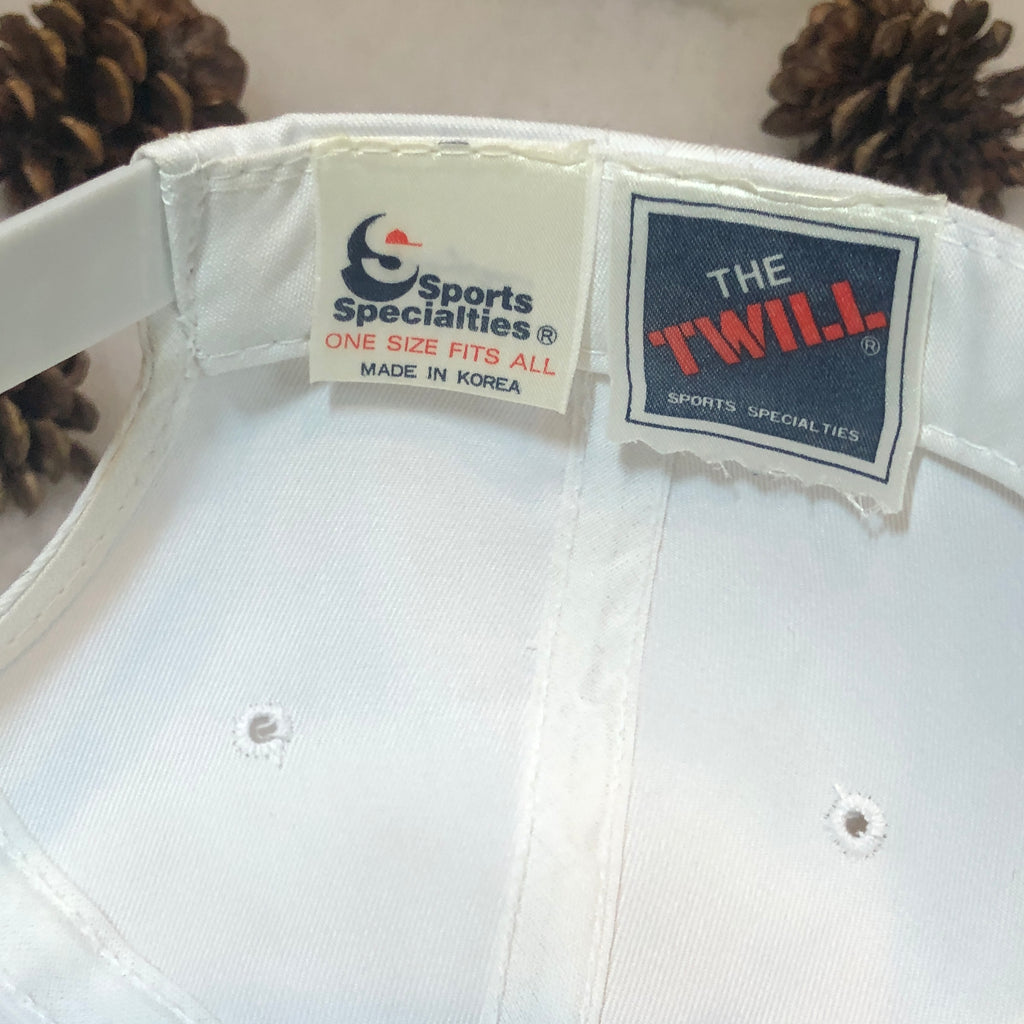 Sports
Specialties ®
ONE SIZE FITS ALL
MADE IN KOREA
THE
TWILL ®
SPORTS SPECIALTIES